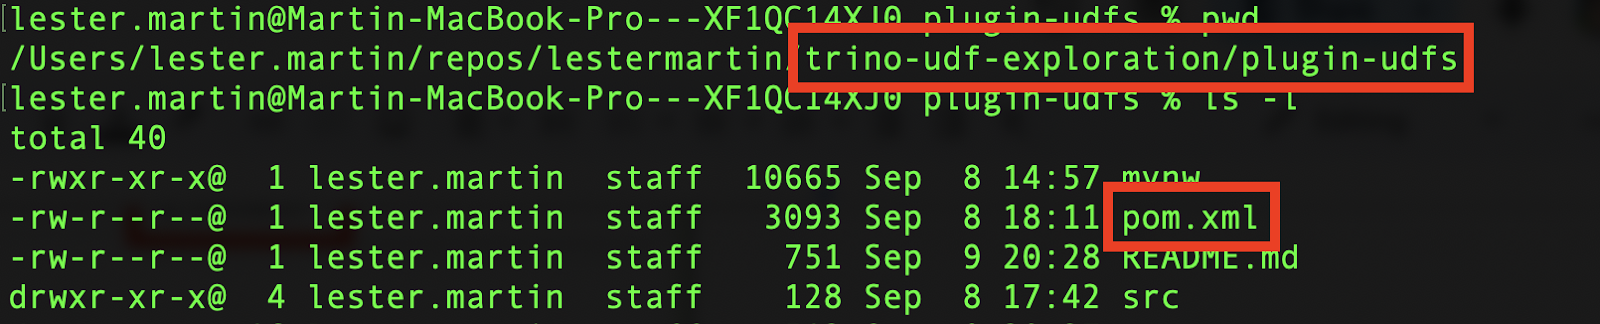 [lester.martin@Martin-MacBook-Pro---XF1QC14XJ0 plugin-udfs % pwd
/Users/lester.martin/repos/lestermartin/trino-udf-exploration/plugin-udfs
[lester.martin@Martin-MacBook-Pro---XF1QC14XJ0 plugin-udfs % ls -l
total 40
-rwxr-xr-x@  1 lester.martin  staff  10665 Sep  8 14:57 mvnw
-rw-r--r--@  1 lester.martin  staff   3093 Sep  8 18:11 pom.xml
-rw-r--r--@  1 lester.martin  staff    751 Sep  9 20:28 README.md
drwxr-xr-x@  4 lester.martin  staff    128 Sep  8 17:42 src